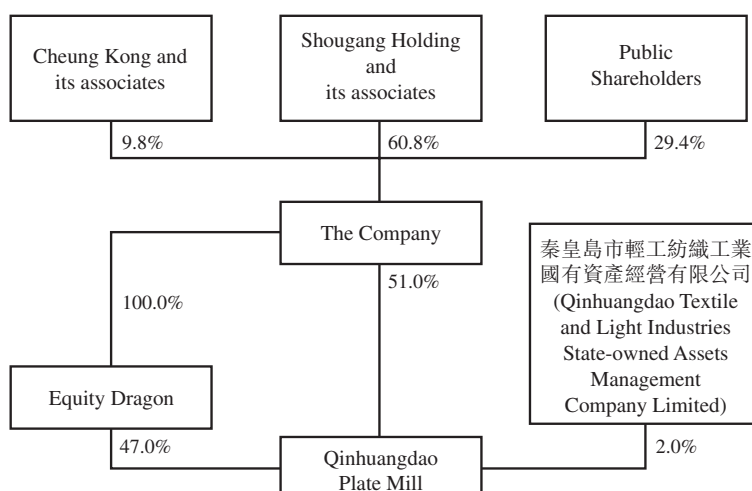 Cheung Kong and
its associates
Shougang Holding
and
its associates
Public
Shareholders
9.8%
60.8%
29.4%
The Company
51.0%
100.0%
秦皇島市輕工紡織工業
國有資產經營有限公司
(Qinhuangdao Textile
and Light Industries
State-owned Assets
Management
Company Limited)
Equity Dragon
47.0%
2.0%
Qinhuangdao
Plate Mill